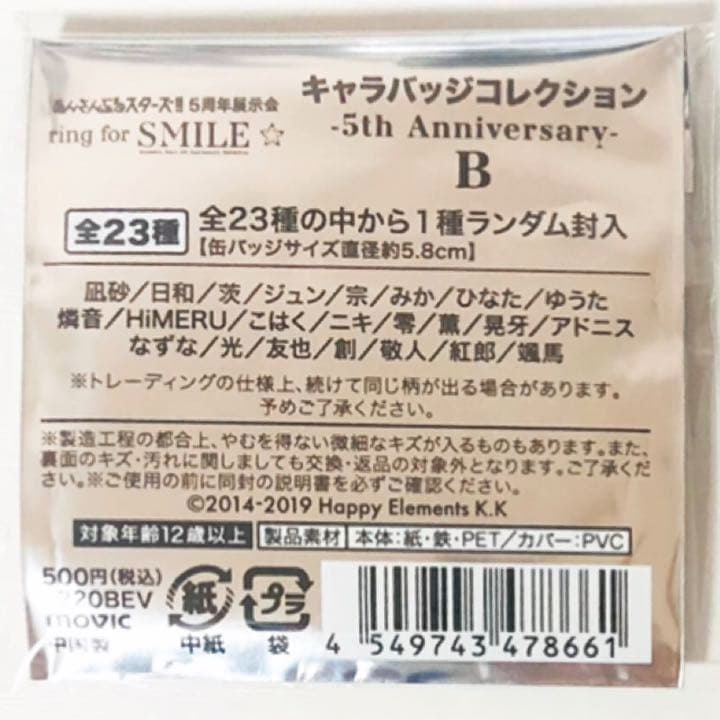 あんさんぶるスターズ!! 5周年展示会
ring for SMILE☆
キャラバッジコレクション
-5th Anniversary-
B
全23種
全23種の中から1種ランダム封入
【缶バッジサイズ直径約5.8cm】
凪砂/日和/茨/ジュン/宗/みか/ひなた/ゆうた
燐音/HiMERU/こはく/ニキ/零/薫/晃牙/アドニス
なずな/光/友也/創/敬人/紅郎/颯馬
※トレーディングの仕様上、続けて同じ柄が出る場合があります。
予めご了承ください。
※製造工程の都合上、やむを得ない微細なキズが入るものもあります。また、
裏面のキズ・汚れに関しましても交換・返品の対象外となります。ご了承くだ
さい。※ご使用の前に同封の説明書を必ずご確認ください。
©2014-2019 Happy Elements K.K
対象年齢12歳以上
製品素材
本体:紙・鉄・PET/カバー:PVC
500円(税込)
20BEV
movic
中国製
紙
中紙
プラ
袋
4 549743 478661